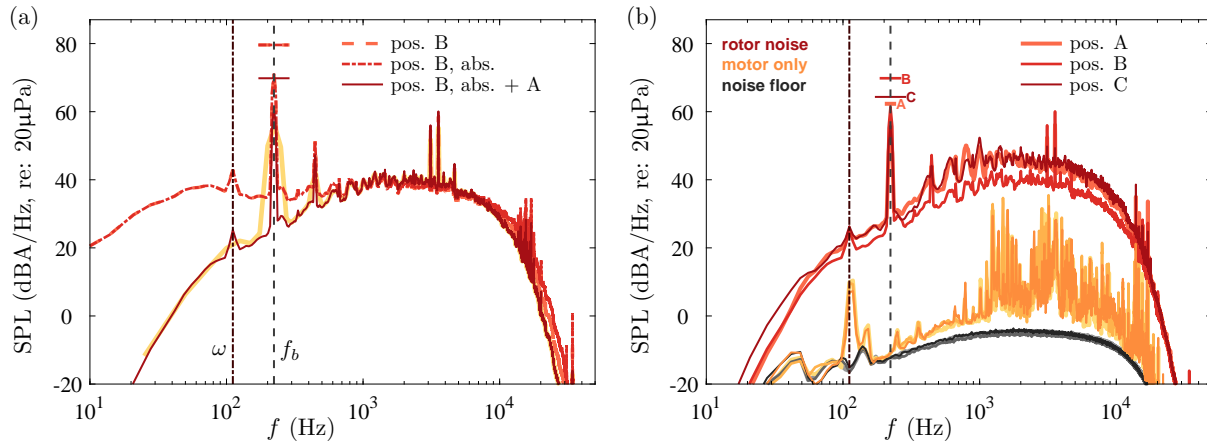 (a)
80
60
40
20
0
-20
SPL (dBA/Hz, re: 20μPa)
pos. B
pos. B, abs.
pos. B, abs. + A
ω
f_b
10^1
10^2
10^3
10^4
f (Hz)
(b)
80
60
40
20
0
-20
SPL (dBA/Hz, re: 20μPa)
rotor noise
motor only
noise floor
B
C
A
pos. A
pos. B
pos. C
10^1
10^2
10^3
10^4
f (Hz)